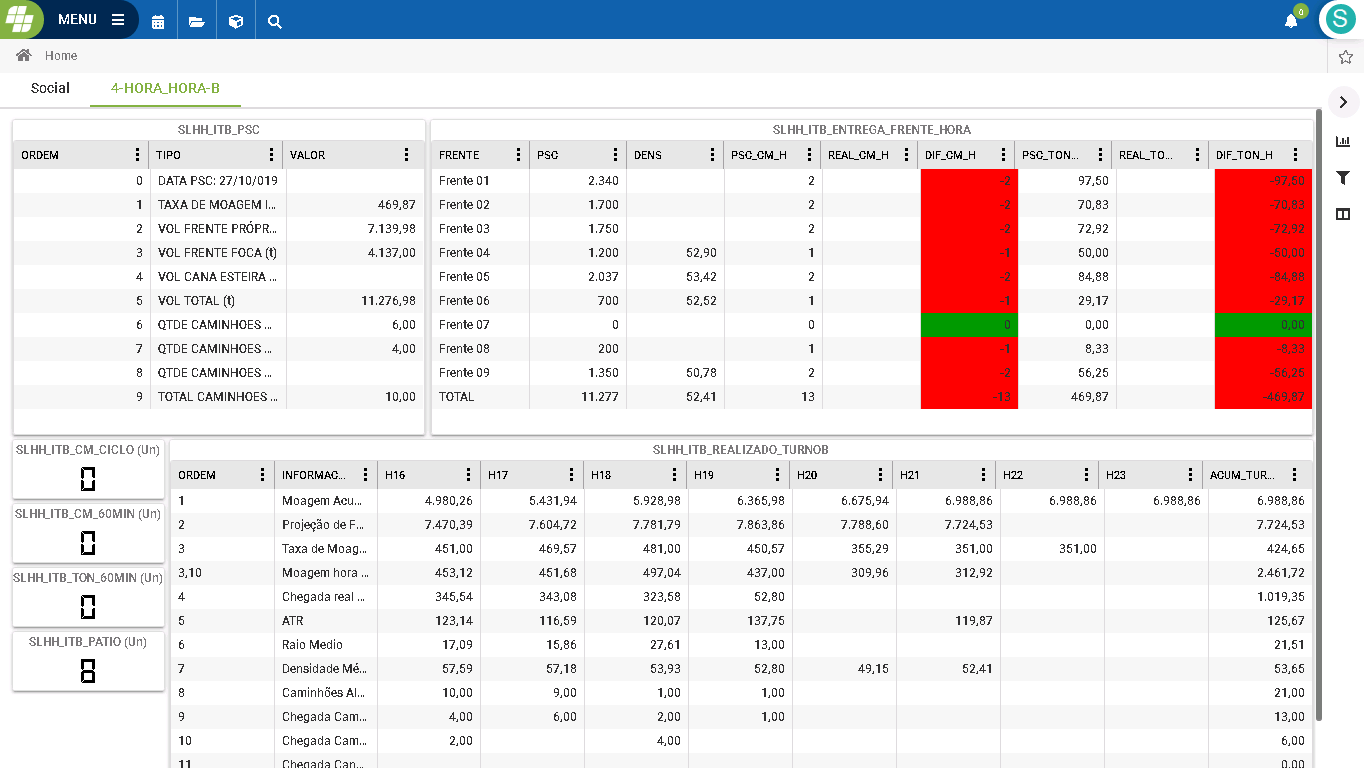 MENU
0
S
Home
Social 4-HORA_HORA-B
SLHH_ITB_PSC
ORDEM TIPO VALOR
0 DATA PSC: 27/10/019
1 TAXA DE MOAGEM I... 469,87
2 VOL FRENTE PRÓPR... 7.139,98
3 VOL FRENTE FOCA (t) 4.137,00
4 VOL CANA ESTEIRA ...
5 VOL TOTAL (t) 11.276,98
6 QTDE CAMINHOES ... 6,00
7 QTDE CAMINHOES ... 4,00
8 QTDE CAMINHOES ...
9 TOTAL CAMINHOES ... 10,00
SLHH_ITB_ENTREGA_FRENTE_HORA
FRENTE PSC DENS PSC_CM_H REAL_CM_H DIF_CM_H PSC_TON... REAL_TO... DIF_TON_H
Frente 01 2.340 2 -2 97,50 -97,50
Frente 02 1.700 2 -2 70,83 -70,83
Frente 03 1.750 2 -2 72,92 -72,92
Frente 04 1.200 52,90 1 -1 50,00 -50,00
Frente 05 2.037 53,42 2 -2 84,88 -84,88
Frente 06 700 52,52 1 -1 29,17 -29,17
Frente 07 0 0 0 0,00 0,00
Frente 08 200 1 -1 8,33 -8,33
Frente 09 1.350 50,78 2 -2 56,25 -56,25
TOTAL 11.277 52,41 13 -13 469,87 -469,87
SLHH_ITB_CM_CICLO (Un)
0
SLHH_ITB_CM_60MIN (Un)
0
SLHH_ITB_TON_60MIN (Un)
0
SLHH_ITB_PATIO (Un)
8
SLHH_ITB_REALIZADO_TURNOB
ORDEM INFORMAC... H16 H17 H18 H19 H20 H21 H22 H23 ACUM_TUR...
1 Moagem Acu... 4.980,26 5.431,94 5.928,98 6.365,98 6.675,94 6.988,86 6.988,86 6.988,86 6.988,86
2 Projeção de F... 7.470,39 7.604,72 7.781,79 7.863,86 7.788,60 7.724,53 7.724,53
3 Taxa de Moag... 451,00 469,57 481,00 450,57 355,29 351,00 351,00 424,65
3,10 Moagem hora ... 453,12 451,68 497,04 437,00 309,96 312,92 2.461,72
4 Chegada real ... 345,54 343,08 323,58 52,80 1.019,35
5 ATR 123,14 116,59 120,07 137,75 119,87 125,67
6 Raio Medio 17,09 15,86 27,61 13,00 21,51
7 Densidade Mé... 57,59 57,18 53,93 52,80 49,15 52,41 53,65
8 Caminhões Al... 10,00 9,00 1,00 1,00 21,00
9 Chegada Cam... 4,00 6,00 2,00 1,00 13,00
10 Chegada Cam... 2,00 4,00 6,00
11 Chegada Can... 0,00